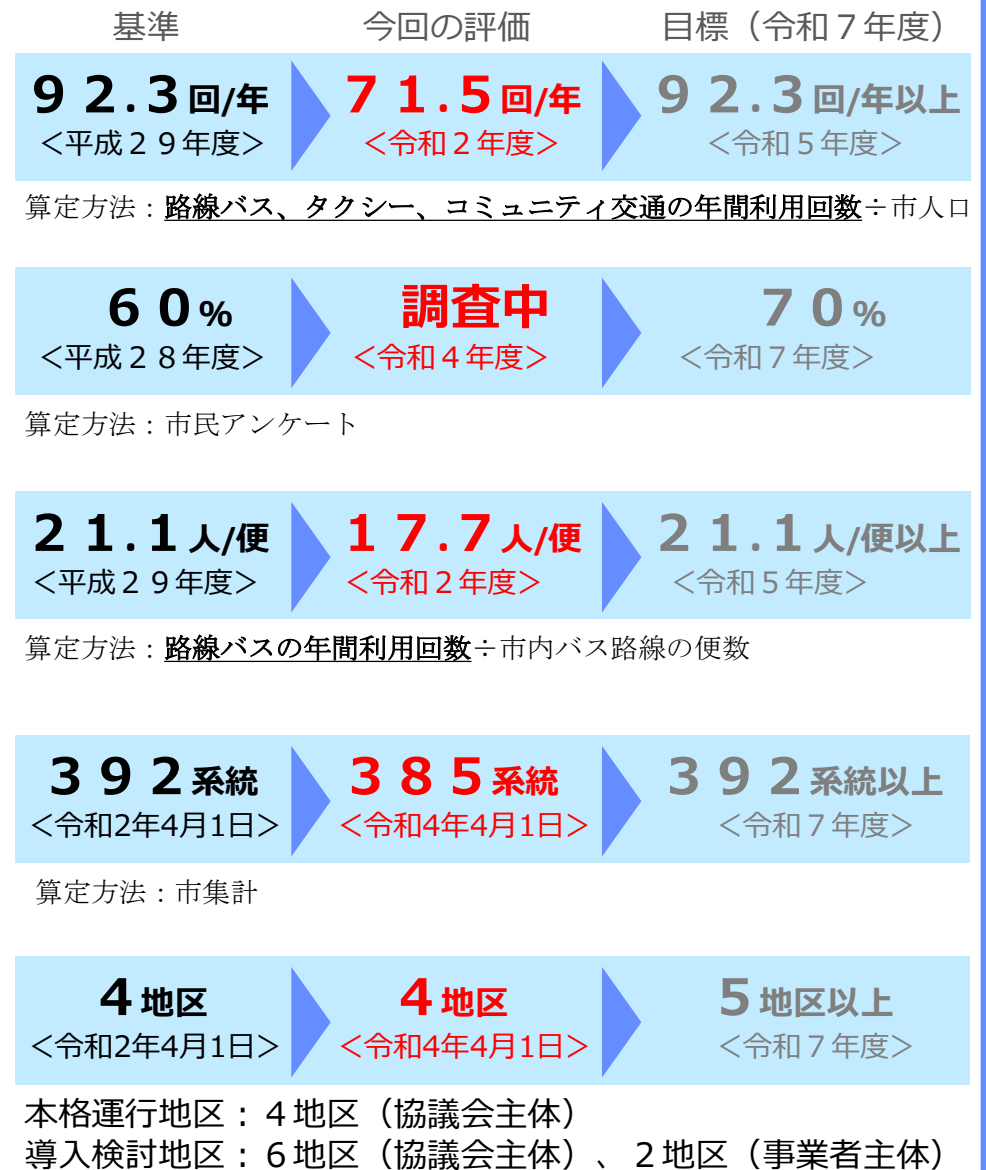 基準 今回の評価 目標（令和７年度）
９２.３回/年 ７１.５回/年 ９２.３回/年以上
＜平成２９年度＞ ＜令和２年度＞ ＜令和５年度＞
算定方法：路線バス、タクシー、コミュニティ交通の年間利用回数÷市人口
６０% 調査中 ７０%
＜平成２８年度＞ ＜令和４年度＞ ＜令和７年度＞
算定方法：市民アンケート
２１.１人/便 １７.７人/便 ２１.１人/便以上
＜平成２９年度＞ ＜令和２年度＞ ＜令和５年度＞
算定方法：路線バスの年間利用回数÷市内バス路線の便数
３９２系統 ３８５系統 ３９２系統以上
＜令和2年4月1日＞ ＜令和4年4月1日＞ ＜令和７年度＞
算定方法：市集計
４地区 ４地区 ５地区以上
＜令和2年4月1日＞ ＜令和4年4月1日＞ ＜令和７年度＞
本格運行地区：４地区（協議会主体）
導入検討地区：６地区（協議会主体）、２地区（事業者主体）